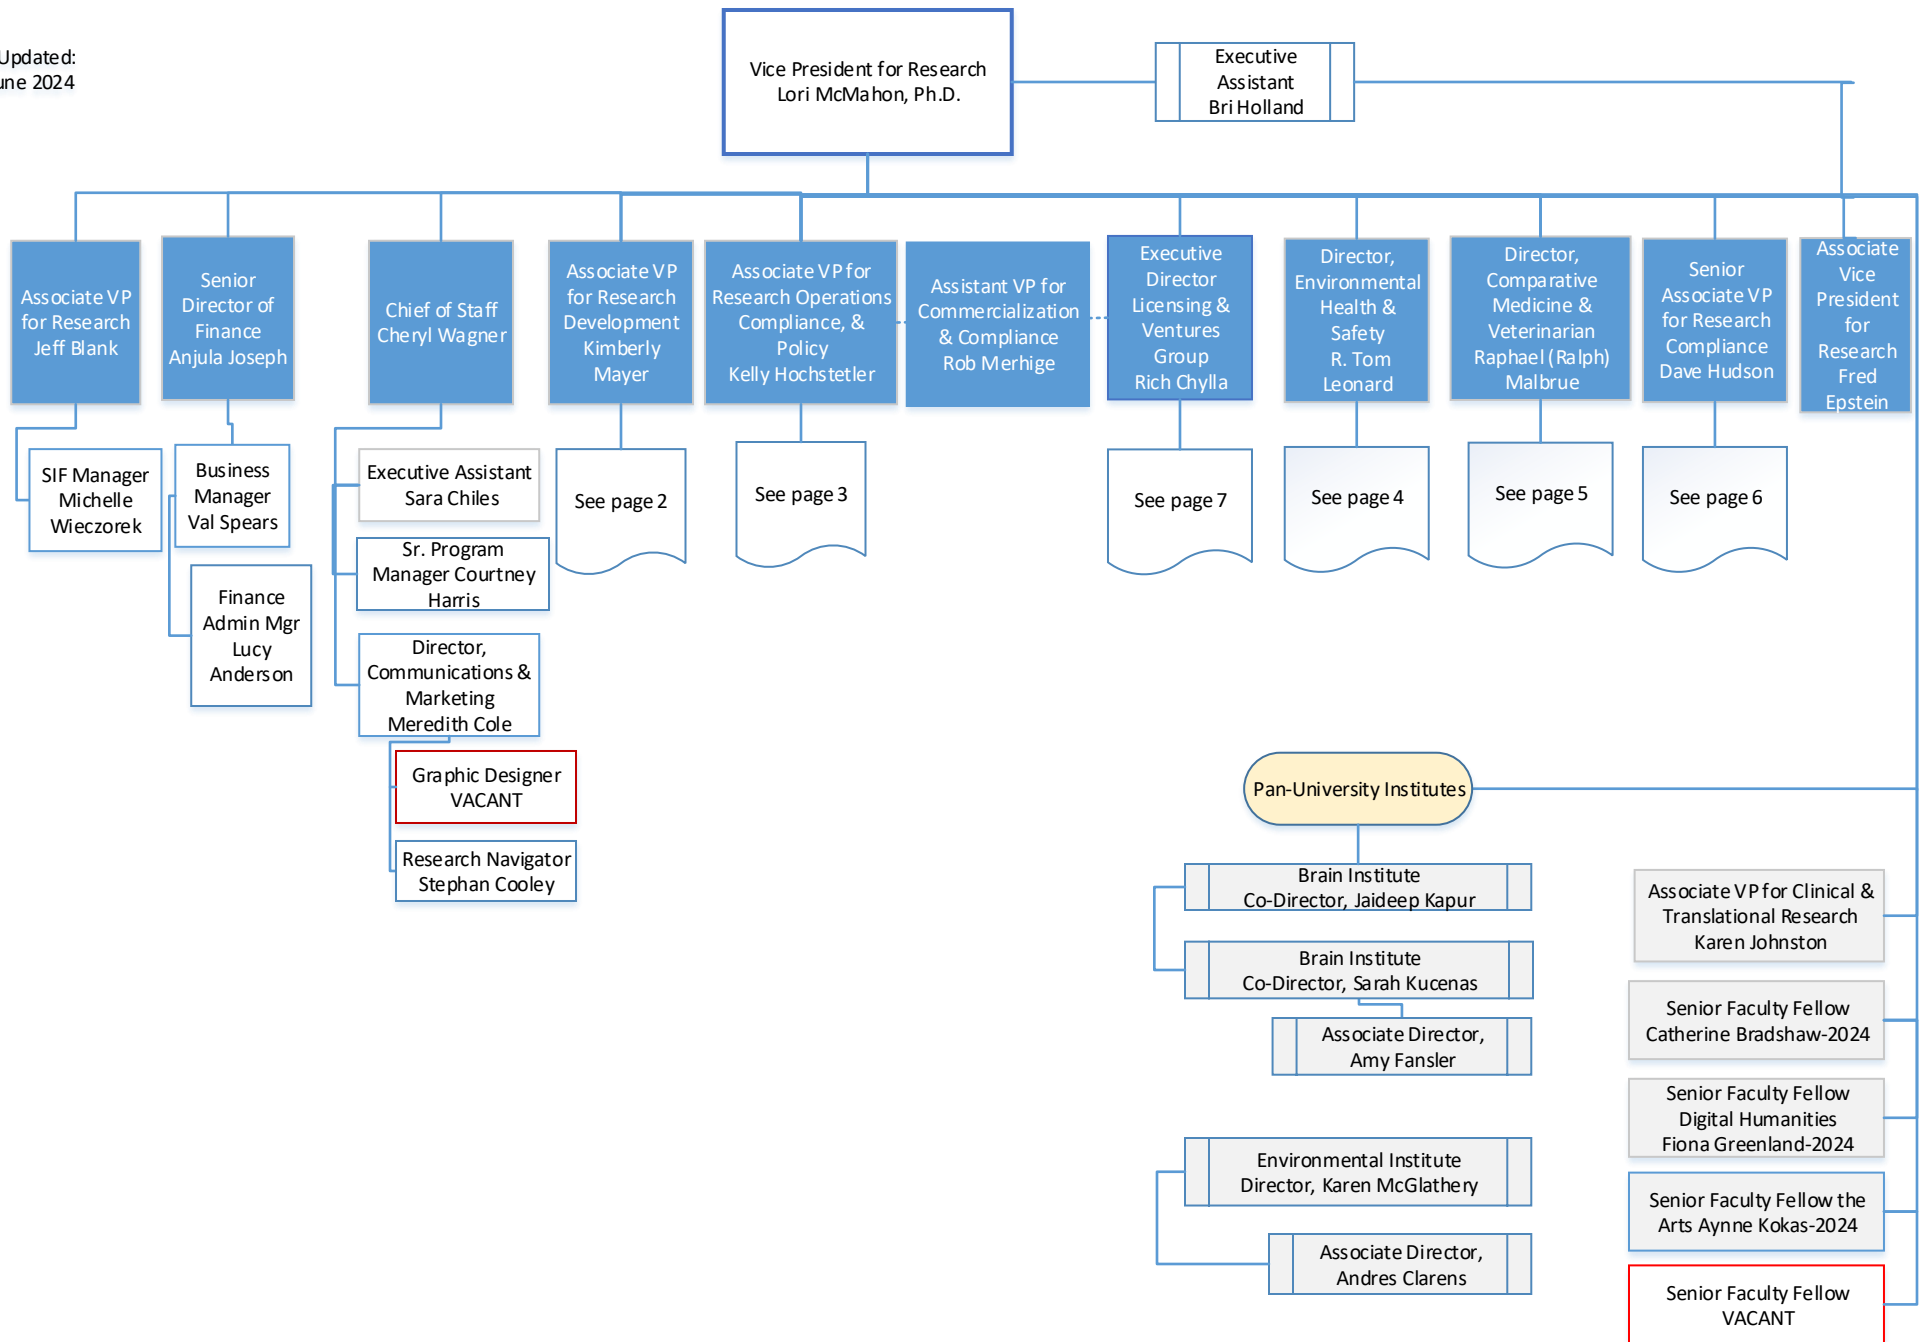 Updated:
une 2024
Vice President for Research
Lori McMahon, Ph.D.
Executive
Assistant
Bri Holland
Associate VP
for Research
Jeff Blank
Senior
Director of
Finance
Anjula Joseph
Chief of Staff
Cheryl Wagner
Associate VP
for Research
Development
Kimberly
Mayer
Associate VP for
Research Operations
Compliance, &
Policy
Kelly Hochstetler
Assistant VP for
Commercialization
& Compliance
Rob Merhige
Executive
Director
Licensing &
Ventures
Group
Rich Chylla
Director,
Environmental
Health &
Safety
R. Tom
Leonard
Director,
Comparative
Medicine &
Veterinarian
Raphael (Ralph)
Malbrue
Senior
Associate VP
for Research
Compliance
Dave Hudson
Associate
Vice
President
for
Research
Fred
Epstein
SIF Manager
Michelle
Wieczorek
Business
Manager
Val Spears
Finance
Admin Mgr
Lucy
Anderson
Executive Assistant
Sara Chiles
Sr. Program
Manager Courtney
Harris
Director,
Communications &
Marketing
Meredith Cole
Graphic Designer
VACANT
Research Navigator
Stephan Cooley
See page 2
See page 3
See page 7
See page 4
See page 5
See page 6
Pan-University Institutes
Brain Institute
Co-Director, Jaideep Kapur
Brain Institute
Co-Director, Sarah Kucenas
Associate Director,
Amy Fansler
Environmental Institute
Director, Karen McGlathery
Associate Director,
Andres Clarens
Associate VP for Clinical &
Translational Research
Karen Johnston
Senior Faculty Fellow
Catherine Bradshaw-2024
Senior Faculty Fellow
Digital Humanities
Fiona Greenland-2024
Senior Faculty Fellow the
Arts Aynne Kokas-2024
Senior Faculty Fellow
VACANT